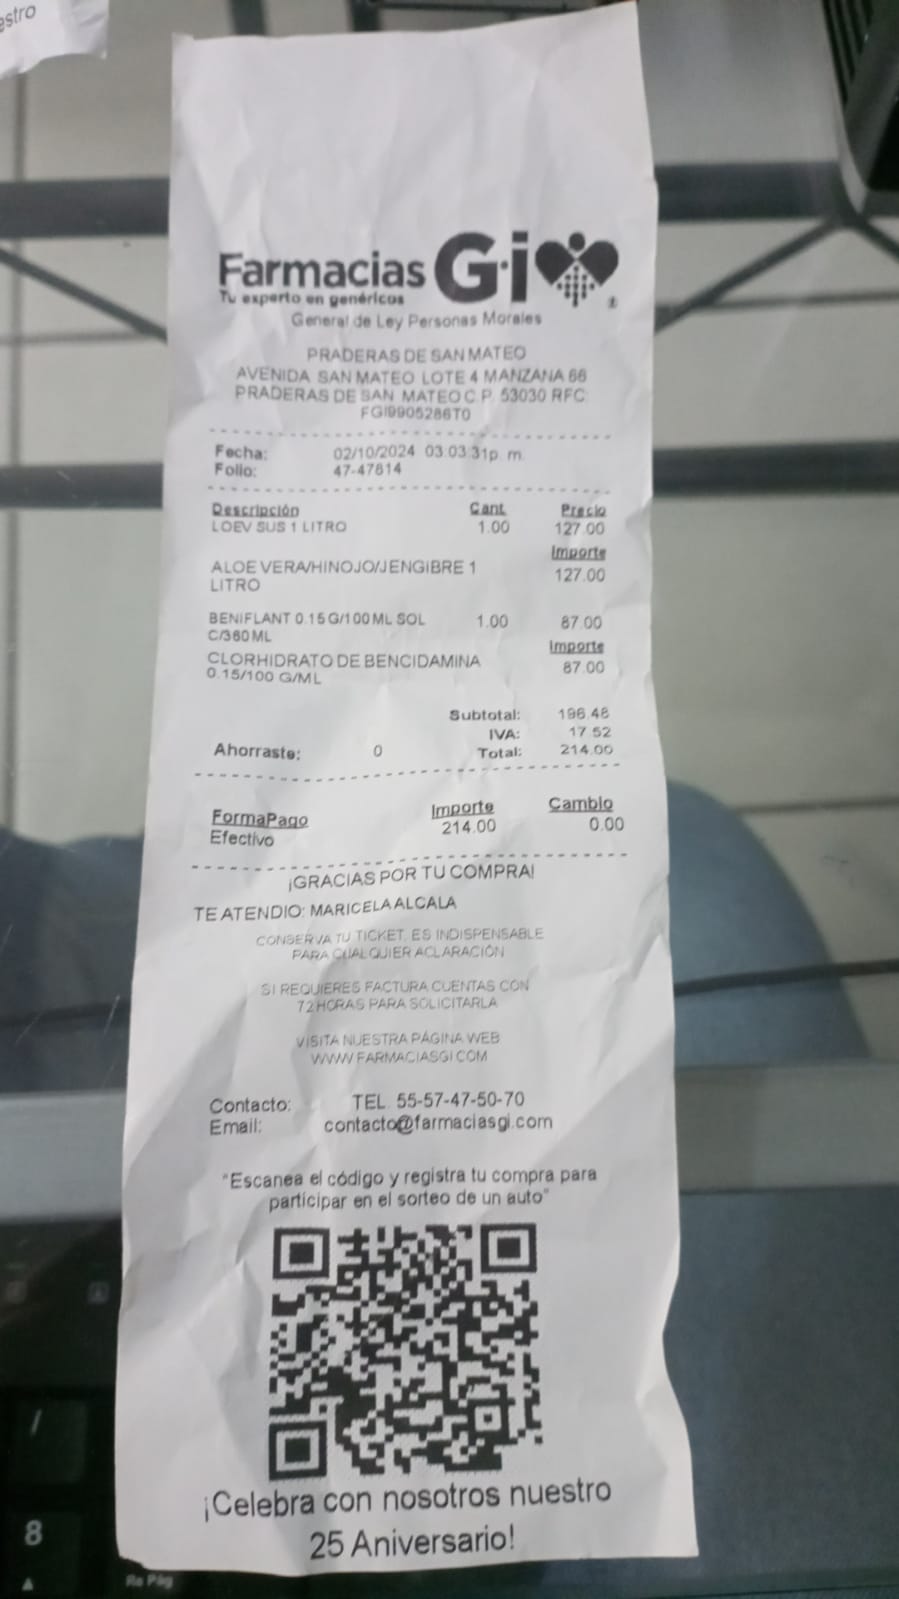 estro
Farmacias G·i
Tu experto en genéricos
General de Ley Personas Morales
PRADERAS DE SAN MATEO
AVENIDA SAN MATEO LOTE 4 MANZANA 66
PRADERAS DE SAN MATEO C.P. 53030 RFC:
FGI9905286T0
Fecha: 02/10/2024 03:03:31p. m.
Folio: 47-47814
Descripción Cant. Precio
LOEV SUS 1 LITRO 1.00 127.00
Importe
ALOE VERA/HINOJO/JENGIBRE 1 127.00
LITRO
BENIFLANT 0.15 G/100 ML SOL 1.00 87.00
C/360 ML Importe
CLORHIDRATO DE BENCIDAMINA 87.00
0.15/100 G/ML
Subtotal: 196.48
IVA: 17.52
Ahorraste: 0 Total: 214.00
FormaPago Importe Cambio
Efectivo 214.00 0.00
¡GRACIAS POR TU COMPRA!
TE ATENDIO: MARICELA ALCALA
CONSERVA TU TICKET, ES INDISPENSABLE
PARA CUALQUIER ACLARACIÓN
SI REQUIERES FACTURA CUENTAS CON
72 HORAS PARA SOLICITARLA
VISITA NUESTRA PÁGINA WEB
WWW.FARMACIASGI.COM
Contacto: TEL. 55-57-47-50-70
Email: contacto@farmaciasgi.com
"Escanea el código y registra tu compra para
participar en el sorteo de un auto"
¡Celebra con nosotros nuestro
25 Aniversario!
/
8
Re Pág